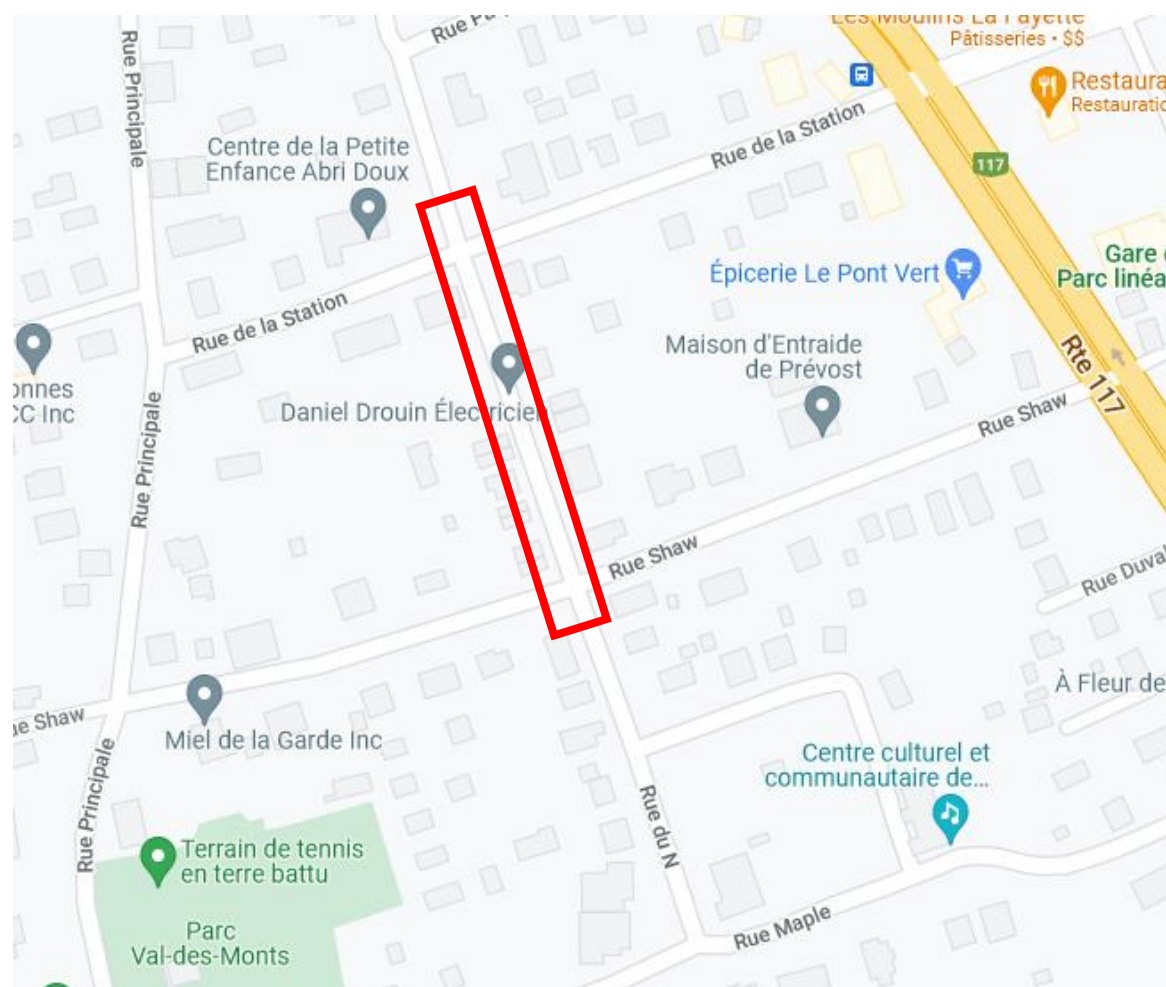 Les Moulins La Fayette
Pâtisseries • $$
Rue Principale
Restaura
Restauratio
Rue de la Station
Centre de la Petite
Enfance Abri Doux
117
Gare
Parc linéa
Épicerie Le Pont Vert
Rue de la Station
Maison d'Entraide
de Prévost
Rte 117
onnes
CC Inc
Daniel Drouin Électricien
Rue Shaw
Rue Principale
Rue Shaw
Rue Duval
ue Shaw
Miel de la Garde Inc
À Fleur de
Rue Principale
Centre culturel et
communautaire de...
Rue du N
Terrain de tennis
en terre battu
Parc
Val-des-Monts
Rue Maple